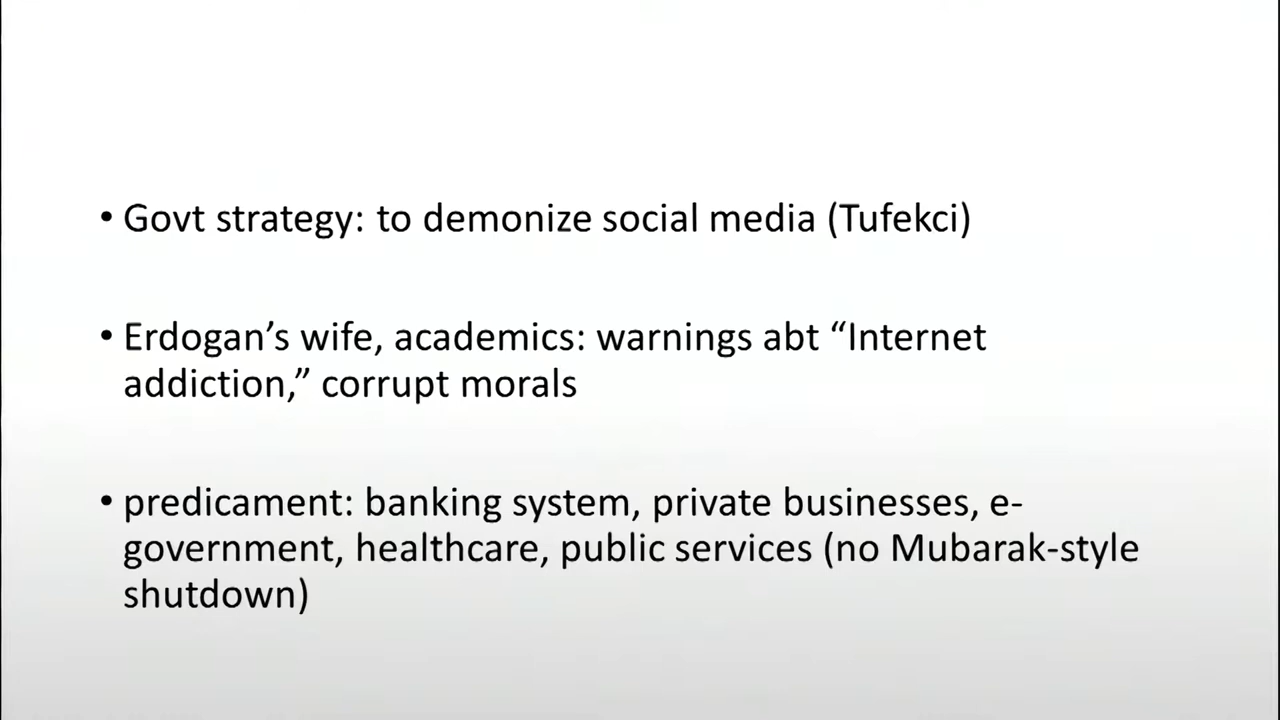 • Govt strategy: to demonize social media (Tufekci)
• Erdogan’s wife, academics: warnings abt “Internet
addiction,” corrupt morals
• predicament: banking system, private businesses, e-
government, healthcare, public services (no Mubarak-style
shutdown)